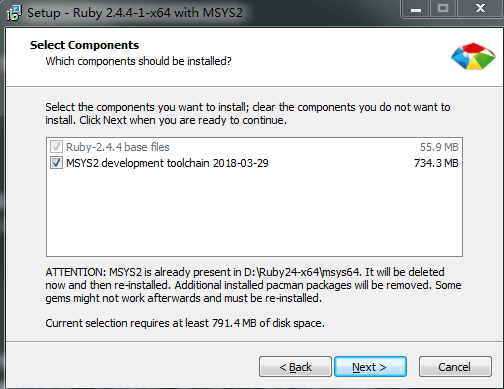 Setup - Ruby 2.4.4-1-x64 with MSYS2
Select Components
Which components should be installed?
Select the components you want to install; clear the components you do not want to
install. Click Next when you are ready to continue.
Ruby-2.4.4 base files 55.9 MB
MSYS2 development toolchain 2018-03-29 734.3 MB
ATTENTION: MSYS2 is already present in D:\Ruby24-x64\msys64. It will be deleted
now and then re-installed. Additional installed pacman packages will be removed. Some
gems might not work afterwards and must be re-installed.
Current selection requires at least 791.4 MB of disk space.
< Back Next > Cancel